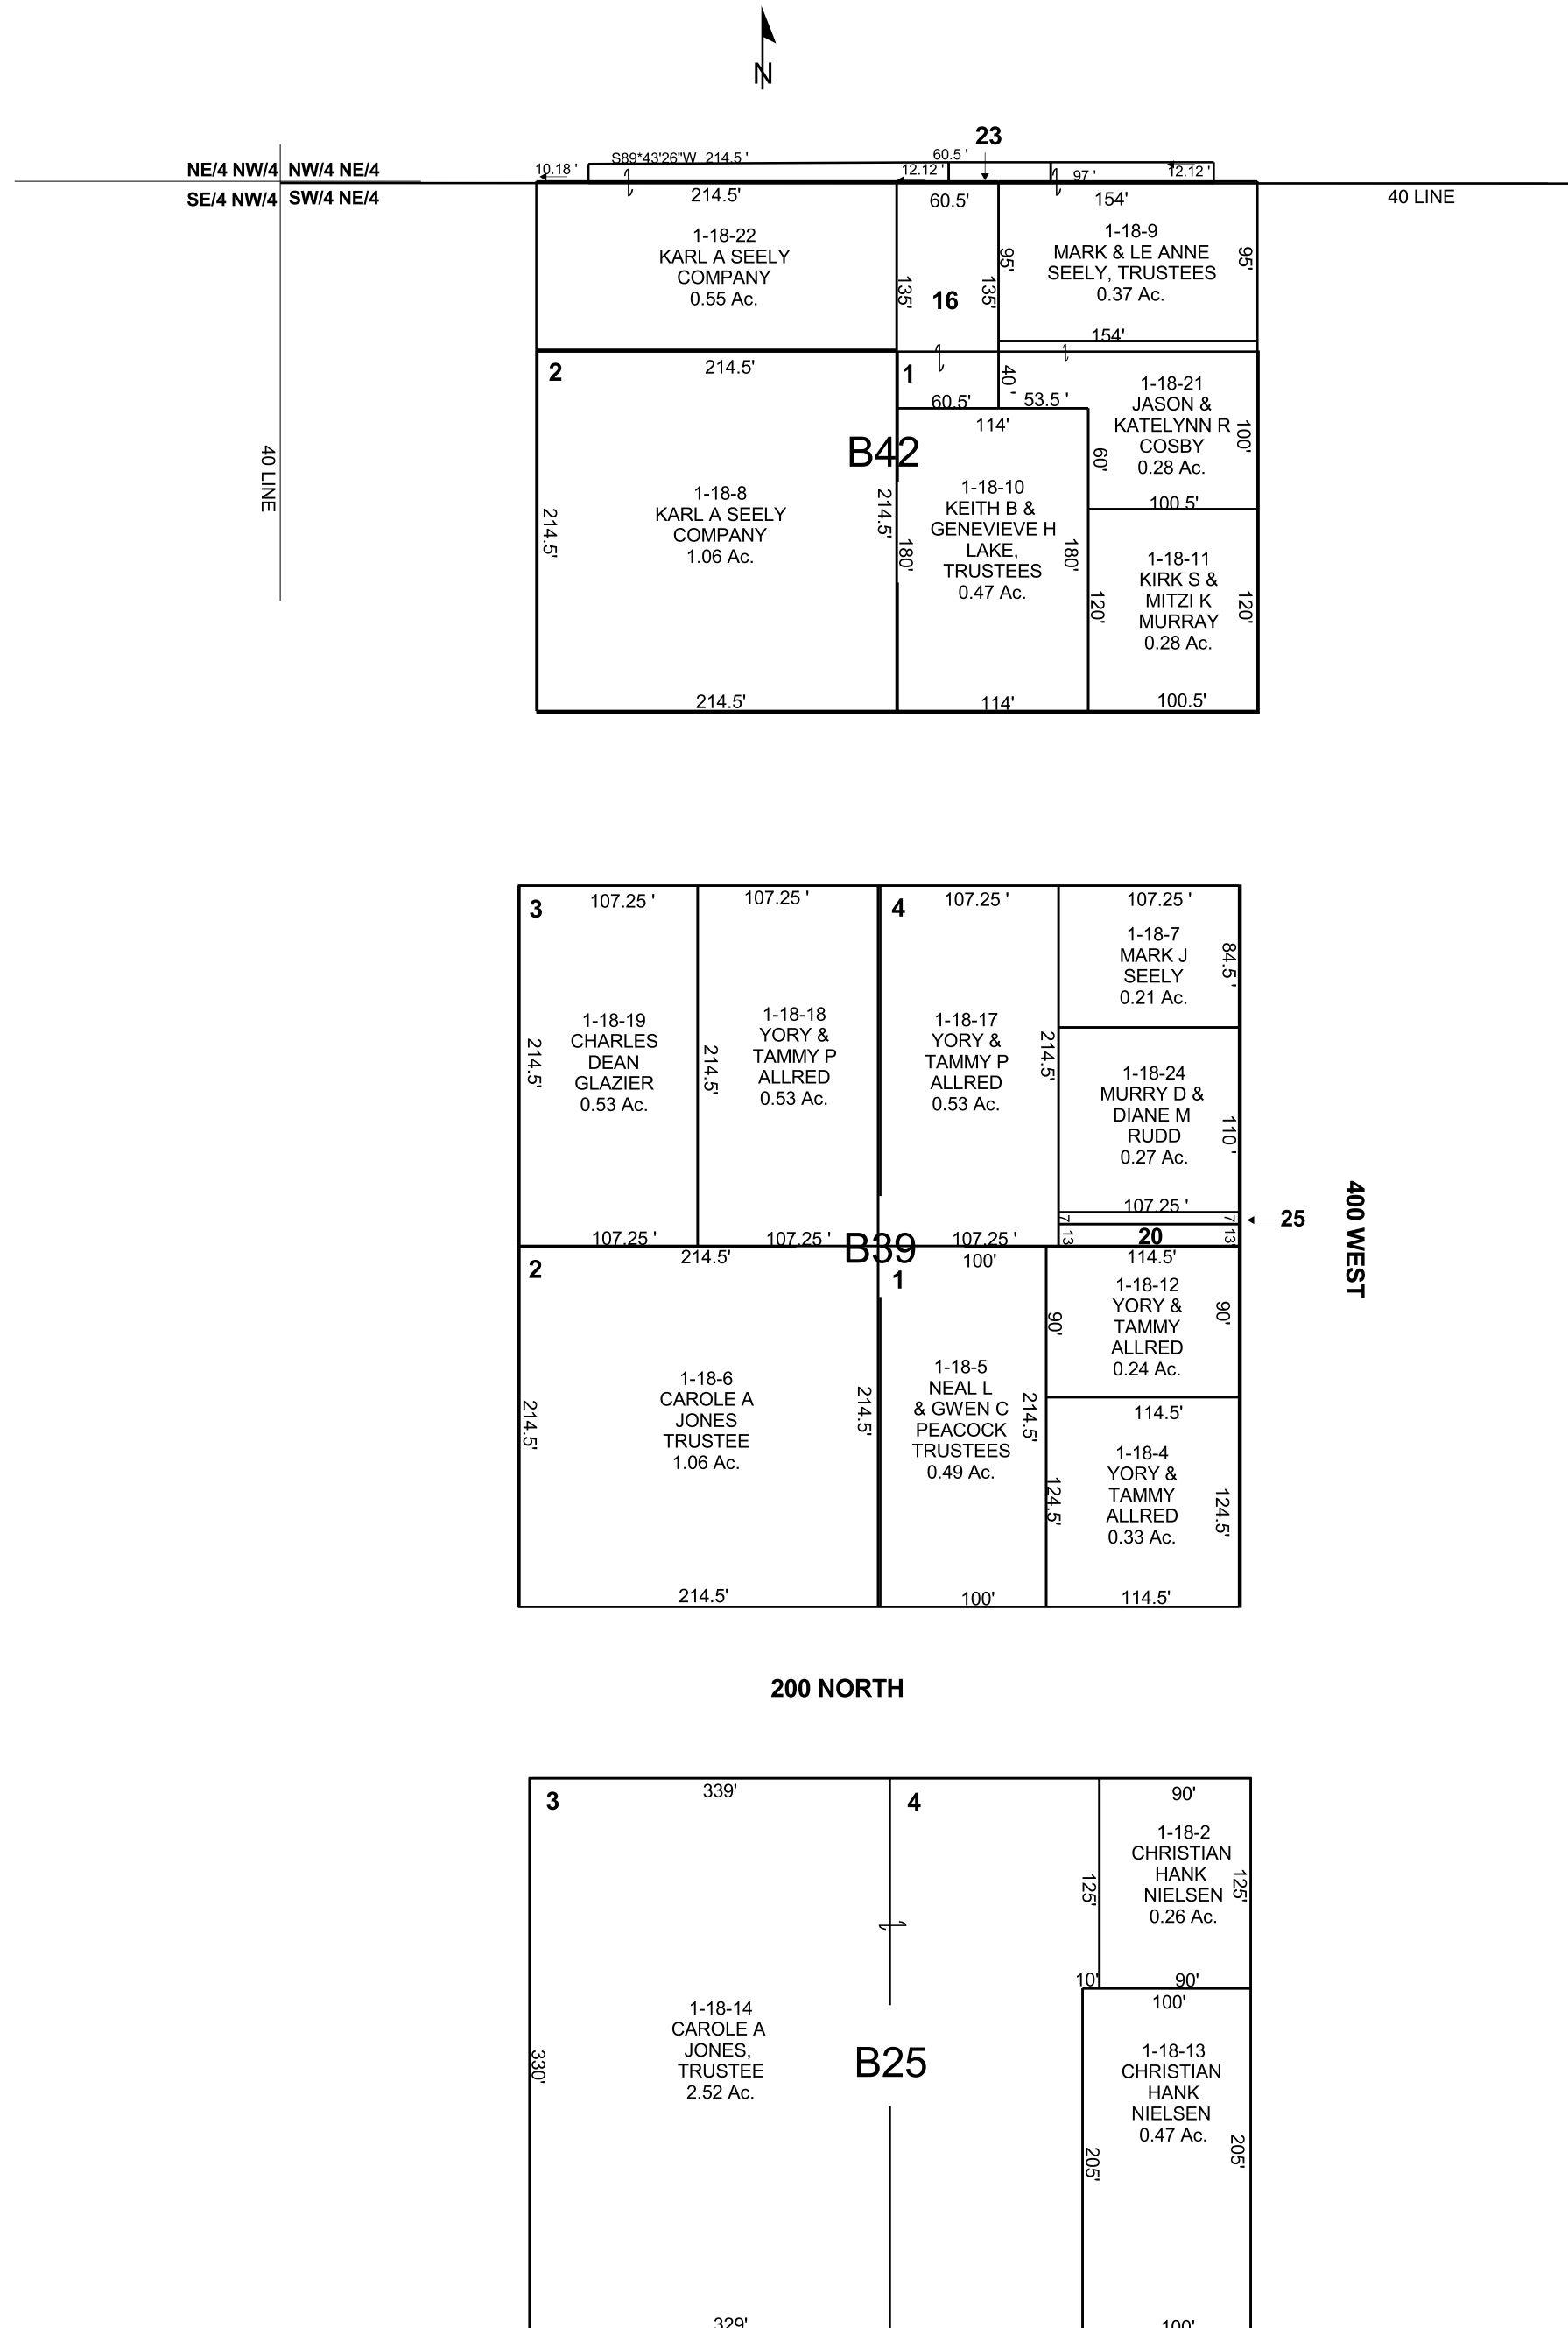 N
23
NE/4 NW/4 NW/4 NE/4
SE/4 NW/4 SW/4 NE/4
40 LINE
40 LINE
10.18 '
S89*43'26"W 214.5 '
60.5 '
12.12 '
97 '
12.12 '
214.5'
60.5'
154'
1-18-22
KARL A SEELY
COMPANY
0.55 Ac.
135'
16
135'
95'
1-18-9
MARK & LE ANNE
SEELY, TRUSTEES
0.37 Ac.
95'
154'
2
214.5'
1
40 '
60.5'
53.5 '
1-18-21
JASON &
KATELYNN R
COSBY
0.28 Ac.
100'
100.5'
B42
114'
60'
214.5'
1-18-8
KARL A SEELY
COMPANY
1.06 Ac.
214.5'
180'
1-18-10
KEITH B &
GENEVIEVE H
LAKE,
TRUSTEES
0.47 Ac.
180'
120'
1-18-11
KIRK S &
MITZI K
MURRAY
0.28 Ac.
120'
214.5'
114'
100.5'
3
107.25 '
107.25 '
4
107.25 '
107.25 '
214.5'
1-18-19
CHARLES
DEAN
GLAZIER
0.53 Ac.
214.5'
1-18-18
YORY &
TAMMY P
ALLRED
0.53 Ac.
1-18-17
YORY &
TAMMY P
ALLRED
0.53 Ac.
214.5'
1-18-7
MARK J
SEELY
0.21 Ac.
84.5 '
1-18-24
MURRY D &
DIANE M
RUDD
0.27 Ac.
110 '
107.25 '
7
7
25
13
20
13
400 WEST
107.25 '
107.25 '
B39
107.25 '
2
214.5'
1
100'
114.5'
214.5'
1-18-6
CAROLE A
JONES
TRUSTEE
1.06 Ac.
214.5'
1-18-5
NEAL L
& GWEN C
PEACOCK
TRUSTEES
0.49 Ac.
214.5'
90'
1-18-12
YORY &
TAMMY
ALLRED
0.24 Ac.
90'
114.5'
124.5'
1-18-4
YORY &
TAMMY
ALLRED
0.33 Ac.
124.5'
214.5'
100'
114.5'
200 NORTH
3
339'
4
90'
1-18-2
CHRISTIAN
HANK
NIELSEN
0.26 Ac.
125'
125'
10'
90'
100'
330'
1-18-14
CAROLE A
JONES,
TRUSTEE
2.52 Ac.
B25
1-18-13
CHRISTIAN
HANK
NIELSEN
0.47 Ac.
205'
205'
329'
100'